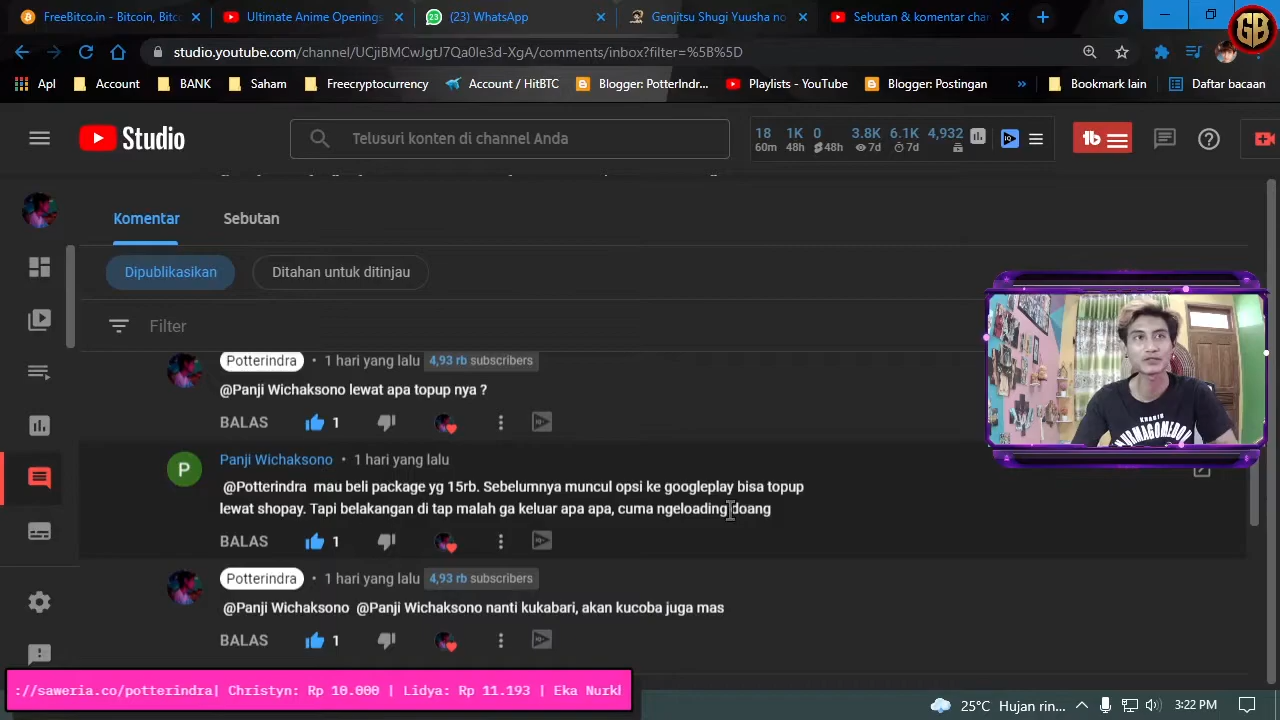 FreeBitco.in - Bitcoin, Bitc
Ultimate Anime Openings
(23) WhatsApp
Genjitsu Shugi Yuusha no
Sebutan & komentar chan
GB
studio.youtube.com/channel/UCjiBMCwJgtJ7Qa0le3d-XgA/comments/inbox?filter=%5B%5D
Apl
Account
BANK
Saham
Freecryptocurrency
Account / HitBTC
Blogger: PotterIndr...
Playlists - YouTube
Blogger: Postingan
»
Bookmark lain
Daftar bacaan
Studio
Telusuri konten di channel Anda
18 1K 0 3.8K 6.1K 4,932
60m 48h 48h 7d 7d
Komentar
Sebutan
Dipublikasikan
Ditahan untuk ditinjau
Filter
Potterindra • 1 hari yang lalu 4,93 rb subscribers
@Panji Wichaksono lewat apa topup nya ?
BALAS 1
P
Panji Wichaksono • 1 hari yang lalu
@Potterindra mau beli package yg 15rb. Sebelumnya muncul opsi ke googleplay bisa topup
lewat shopay. Tapi belakangan di tap malah ga keluar apa apa, cuma ngeloading doang
BALAS 1
Potterindra • 1 hari yang lalu 4,93 rb subscribers
@Panji Wichaksono @Panji Wichaksono nanti kukabari, akan kucoba juga mas
BALAS 1
://saweria.co/potterindra| Christyn: Rp 10.000 | Lidya: Rp 11.193 | Eka Nurkh
25°C Hujan rin...
3:22 PM